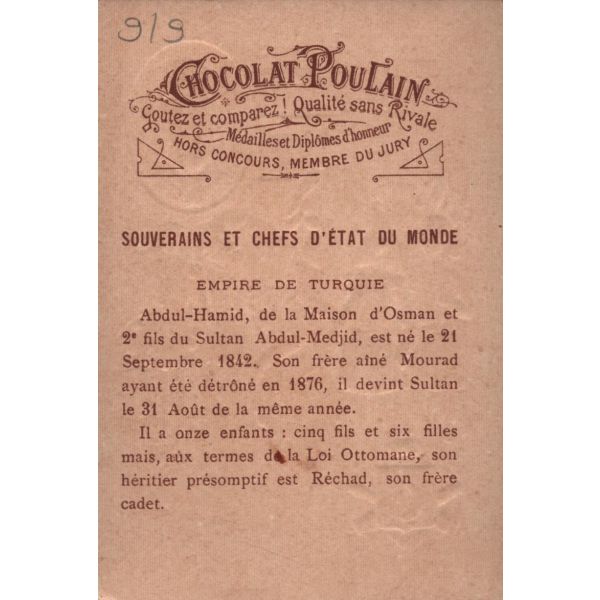 919
CHOCOLAT POULAIN
Goutez et comparez! Qualité sans Rivale
Médailles et Diplômes d'honneur
HORS CONCOURS, MEMBRE DU JURY
SOUVERAINS ET CHEFS D'ÉTAT DU MONDE
EMPIRE DE TURQUIE
Abdul-Hamid, de la Maison d'Osman et
2e fils du Sultan Abdul-Medjid, est né le 21
Septembre 1842. Son frère aîné Mourad
ayant été détrôné en 1876, il devint Sultan
le 31 Août de la même année.
Il a onze enfants : cinq fils et six filles
mais, aux termes de la Loi Ottomane, son
héritier présomptif est Réchad, son frère
cadet.